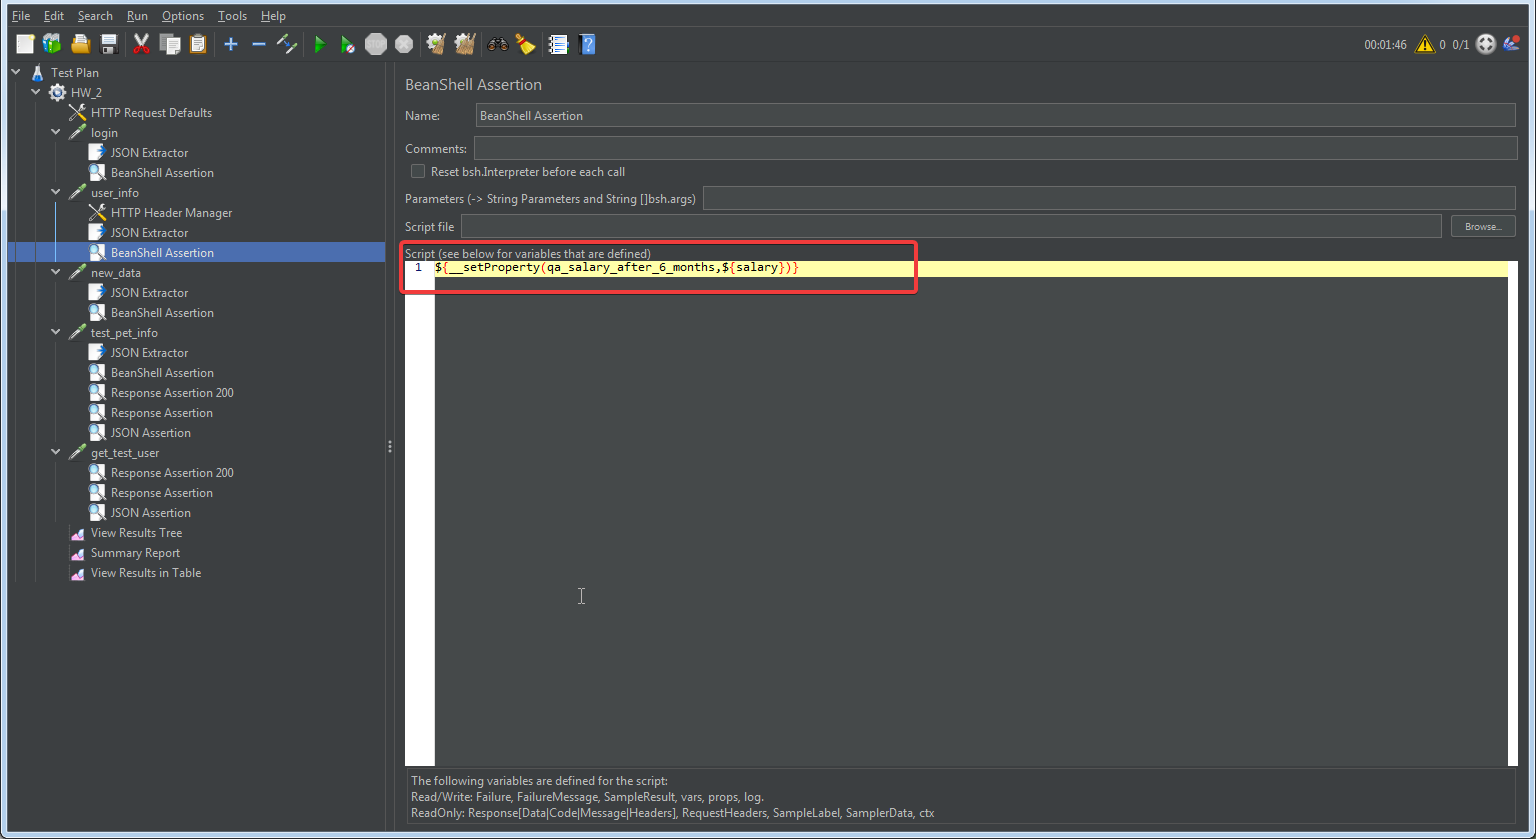 File Edit Search Run Options Tools Help
00:01:46 0 0/1
Test Plan
HW_2
HTTP Request Defaults
login
JSON Extractor
BeanShell Assertion
user_info
HTTP Header Manager
JSON Extractor
BeanShell Assertion
new_data
JSON Extractor
BeanShell Assertion
test_pet_info
JSON Extractor
BeanShell Assertion
Response Assertion 200
Response Assertion
JSON Assertion
get_test_user
Response Assertion 200
Response Assertion
JSON Assertion
View Results Tree
Summary Report
View Results in Table
BeanShell Assertion
Name: BeanShell Assertion
Comments:
Reset bsh.Interpreter before each call
Parameters (-> String Parameters and String []bsh.args)
Script file Browse...
Script (see below for variables that are defined)
1 ${__setProperty(qa_salary_after_6_months,${salary})}
The following variables are defined for the script:
Read/Write: Failure, FailureMessage, SampleResult, vars, props, log.
ReadOnly: Response[Data|Code|Message|Headers], RequestHeaders, SampleLabel, SamplerData, ctx